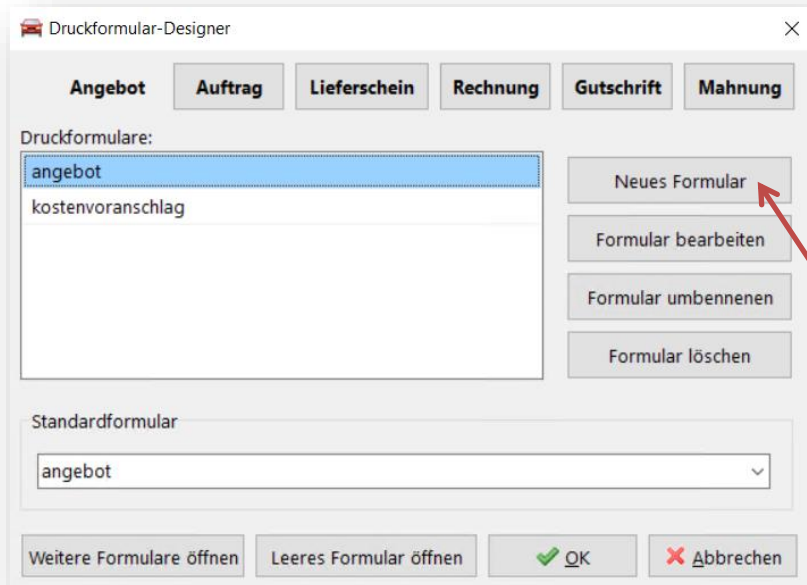 Druckformular-Designer
Angebot Auftrag Lieferschein Rechnung Gutschrift Mahnung
Druckformulare:
angebot
kostenvoranschlag
Neues Formular
Formular bearbeiten
Formular umbennenen
Formular löschen
Standardformular
angebot
Weitere Formulare öffnen Leeres Formular öffnen OK Abbrechen